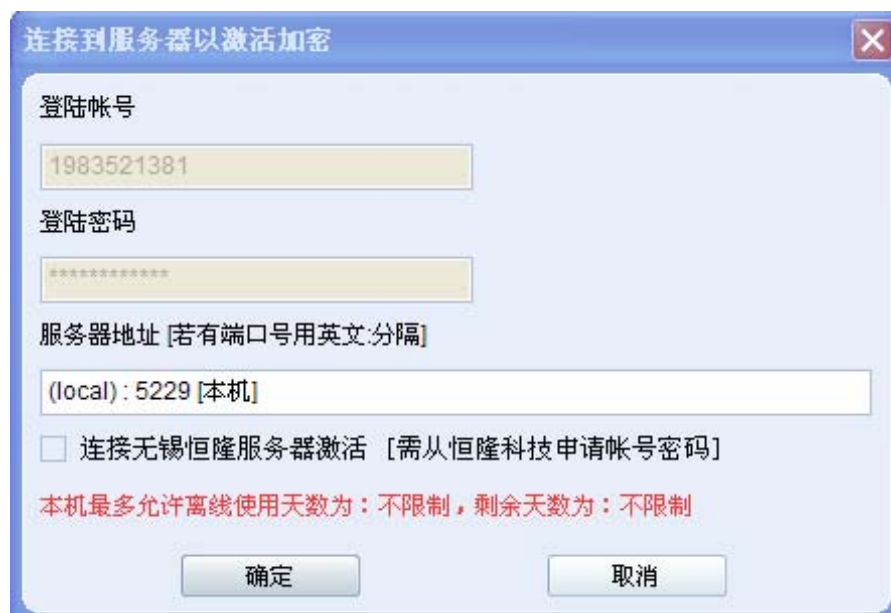 连接到服务器以激活加密
登陆帐号
1983521381
登陆密码
************
服务器地址 [若有端口号用英文:分隔]
(local) : 5229 [本机]
连接无锡恒隆服务器激活 [需从恒隆科技申请帐号密码]
本机最多允许离线使用天数为：不限制，剩余天数为：不限制
确定 取消